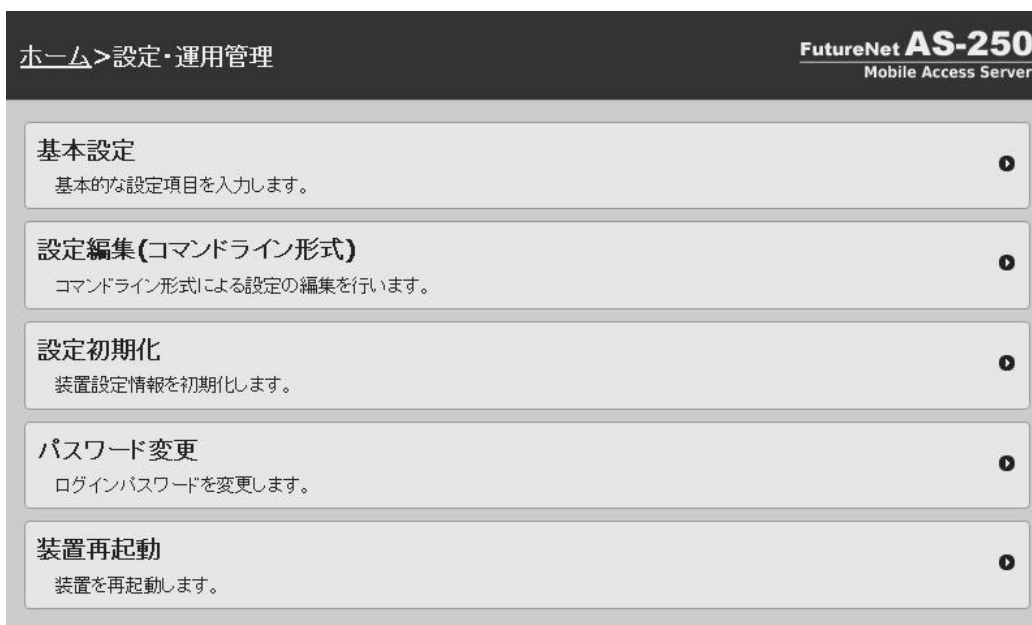 ホーム>設定・運用管理
FutureNet AS-250
Mobile Access Server
基本設定
基本的な設定項目を入力します。
設定編集(コマンドライン形式)
コマンドライン形式による設定の編集を行います。
設定初期化
装置設定情報を初期化します。
パスワード変更
ログインパスワードを変更します。
装置再起動
装置を再起動します。